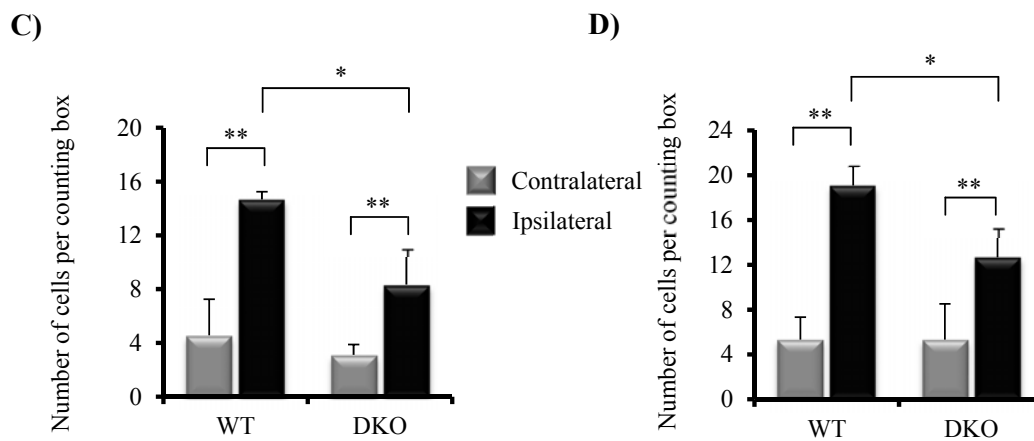 C)
Number of cells per counting box
20
16
12
8
4
0
*
**
**
WT
DKO
Contralateral
Ipsilateral
D)
Number of cells per counting box
24
20
16
12
8
4
0
*
**
**
WT
DKO